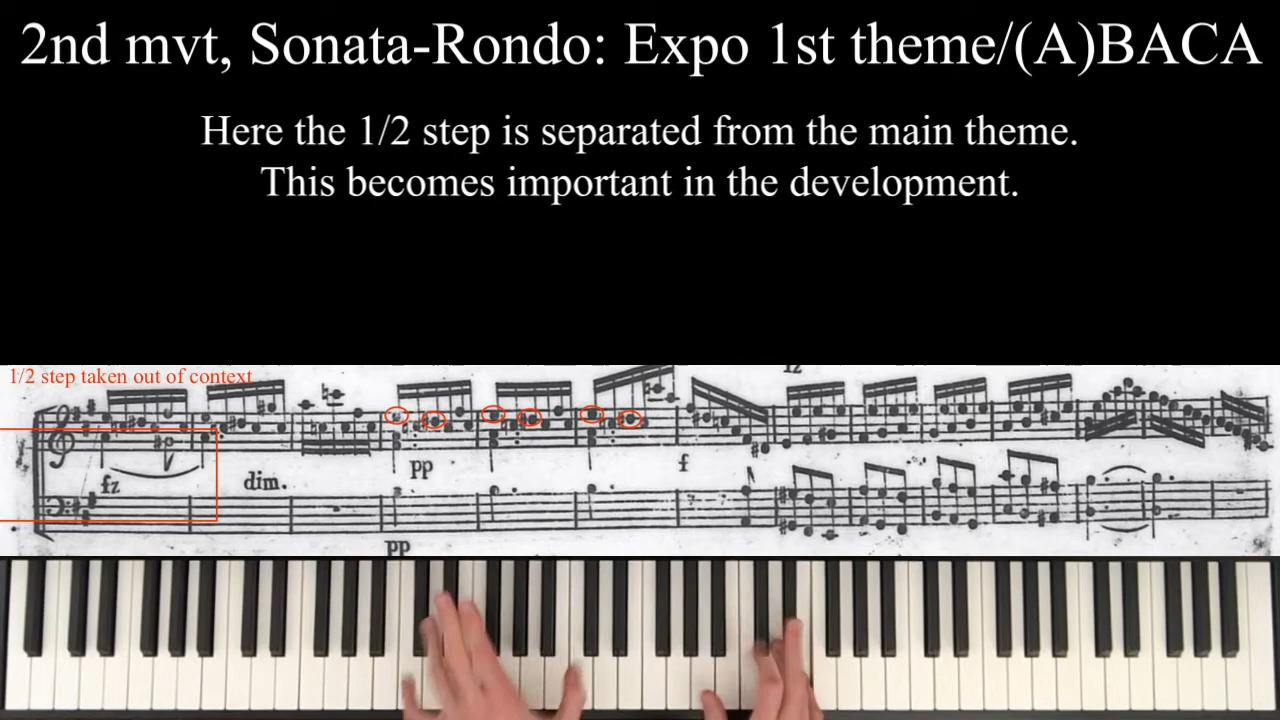 2nd mvt, Sonata-Rondo: Expo 1st theme/(A)BACA
Here the 1/2 step is separated from the main theme.
This becomes important in the development.
1/2 step taken out of context
fz
fz
dim.
pp
f
pp